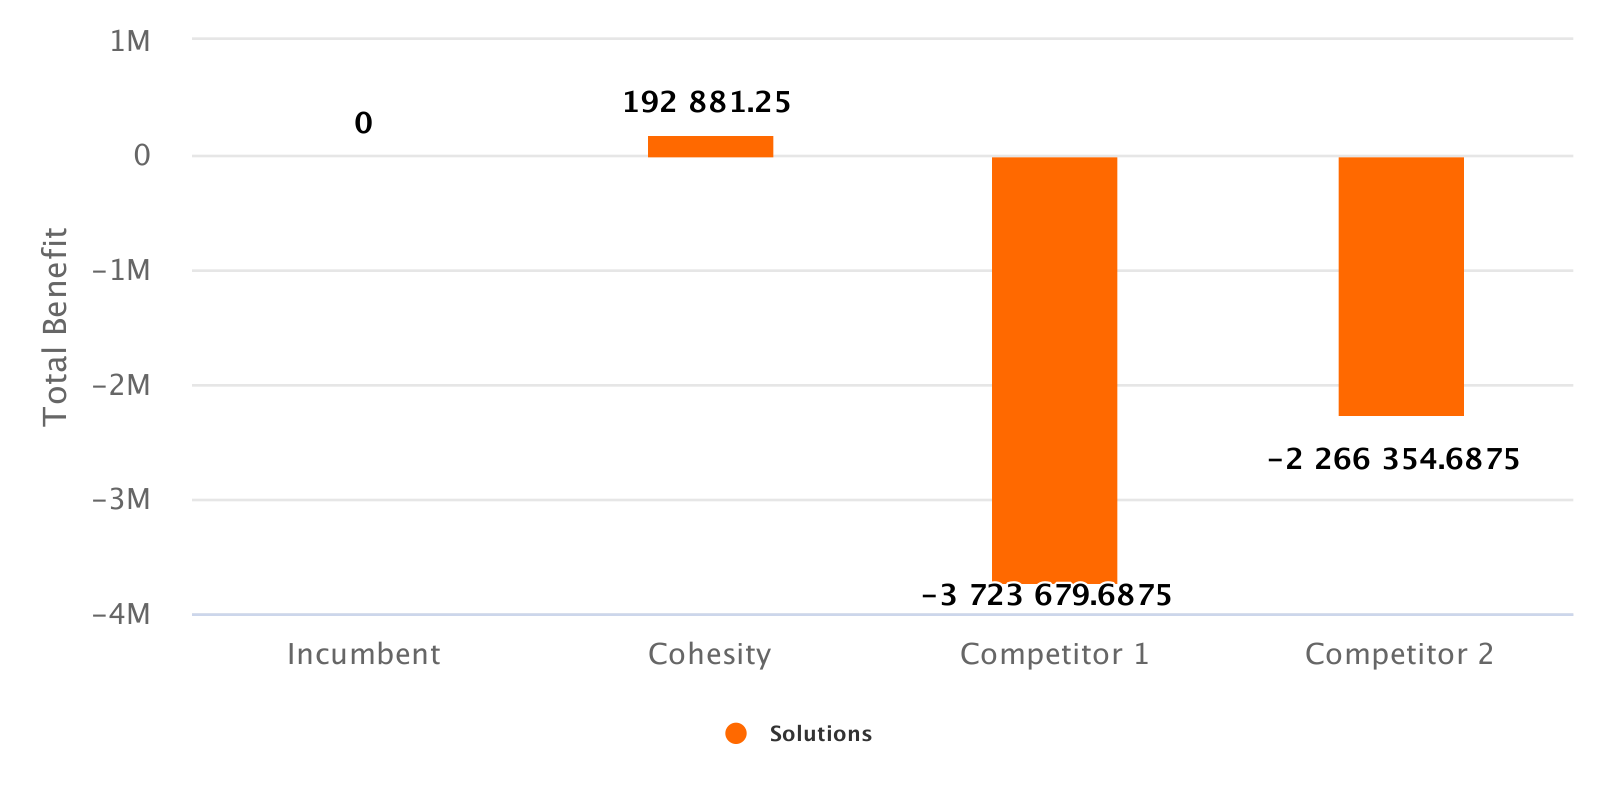 1M
0
−1M
−2M
−3M
−4M
Total Benefit
0
192 881.25
−3 723 679.6875
−2 266 354.6875
Incumbent
Cohesity
Competitor 1
Competitor 2
Solutions